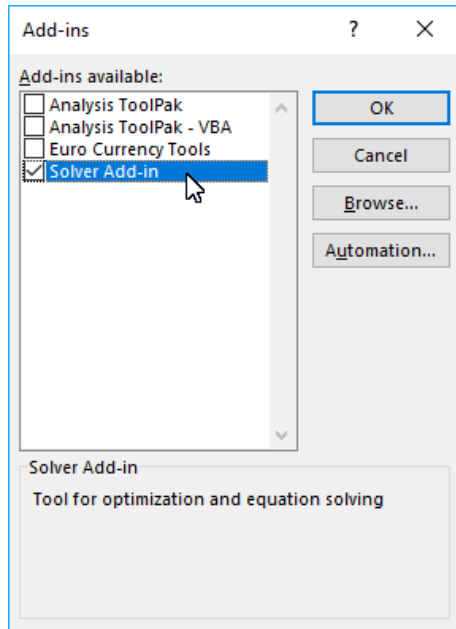 Add-ins ?
Add-ins available:
Analysis ToolPak
Analysis ToolPak - VBA
Euro Currency Tools
Solver Add-in
OK
Cancel
Browse...
Automation...
Solver Add-in
Tool for optimization and equation solving